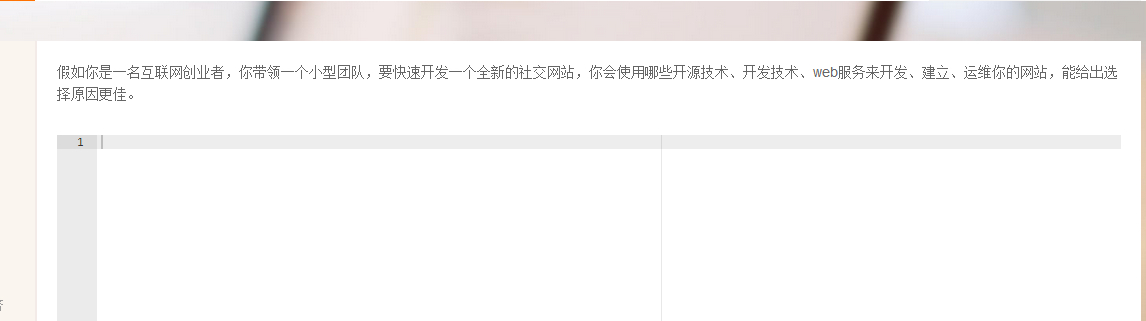 假如你是一名互联网创业者，你带领一个小型团队，要快速开发一个全新的社交网站，你会使用哪些开源技术、开发技术、web服务来开发、建立、运维你的网站，能给出选
择原因更佳。
1